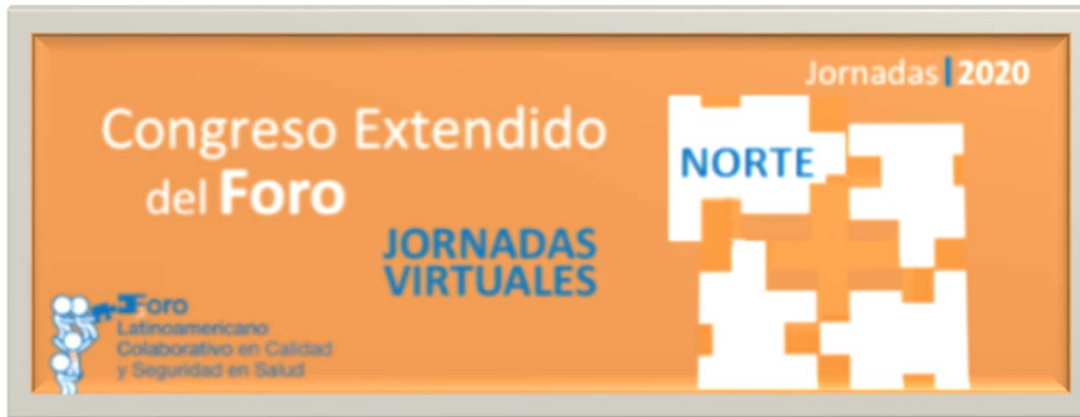 Jornadas | 2020
Congreso Extendido
del Foro
NORTE
JORNADAS
VIRTUALES
Foro
Latinoamericano
Colaborativo en Calidad
y Seguridad en Salud